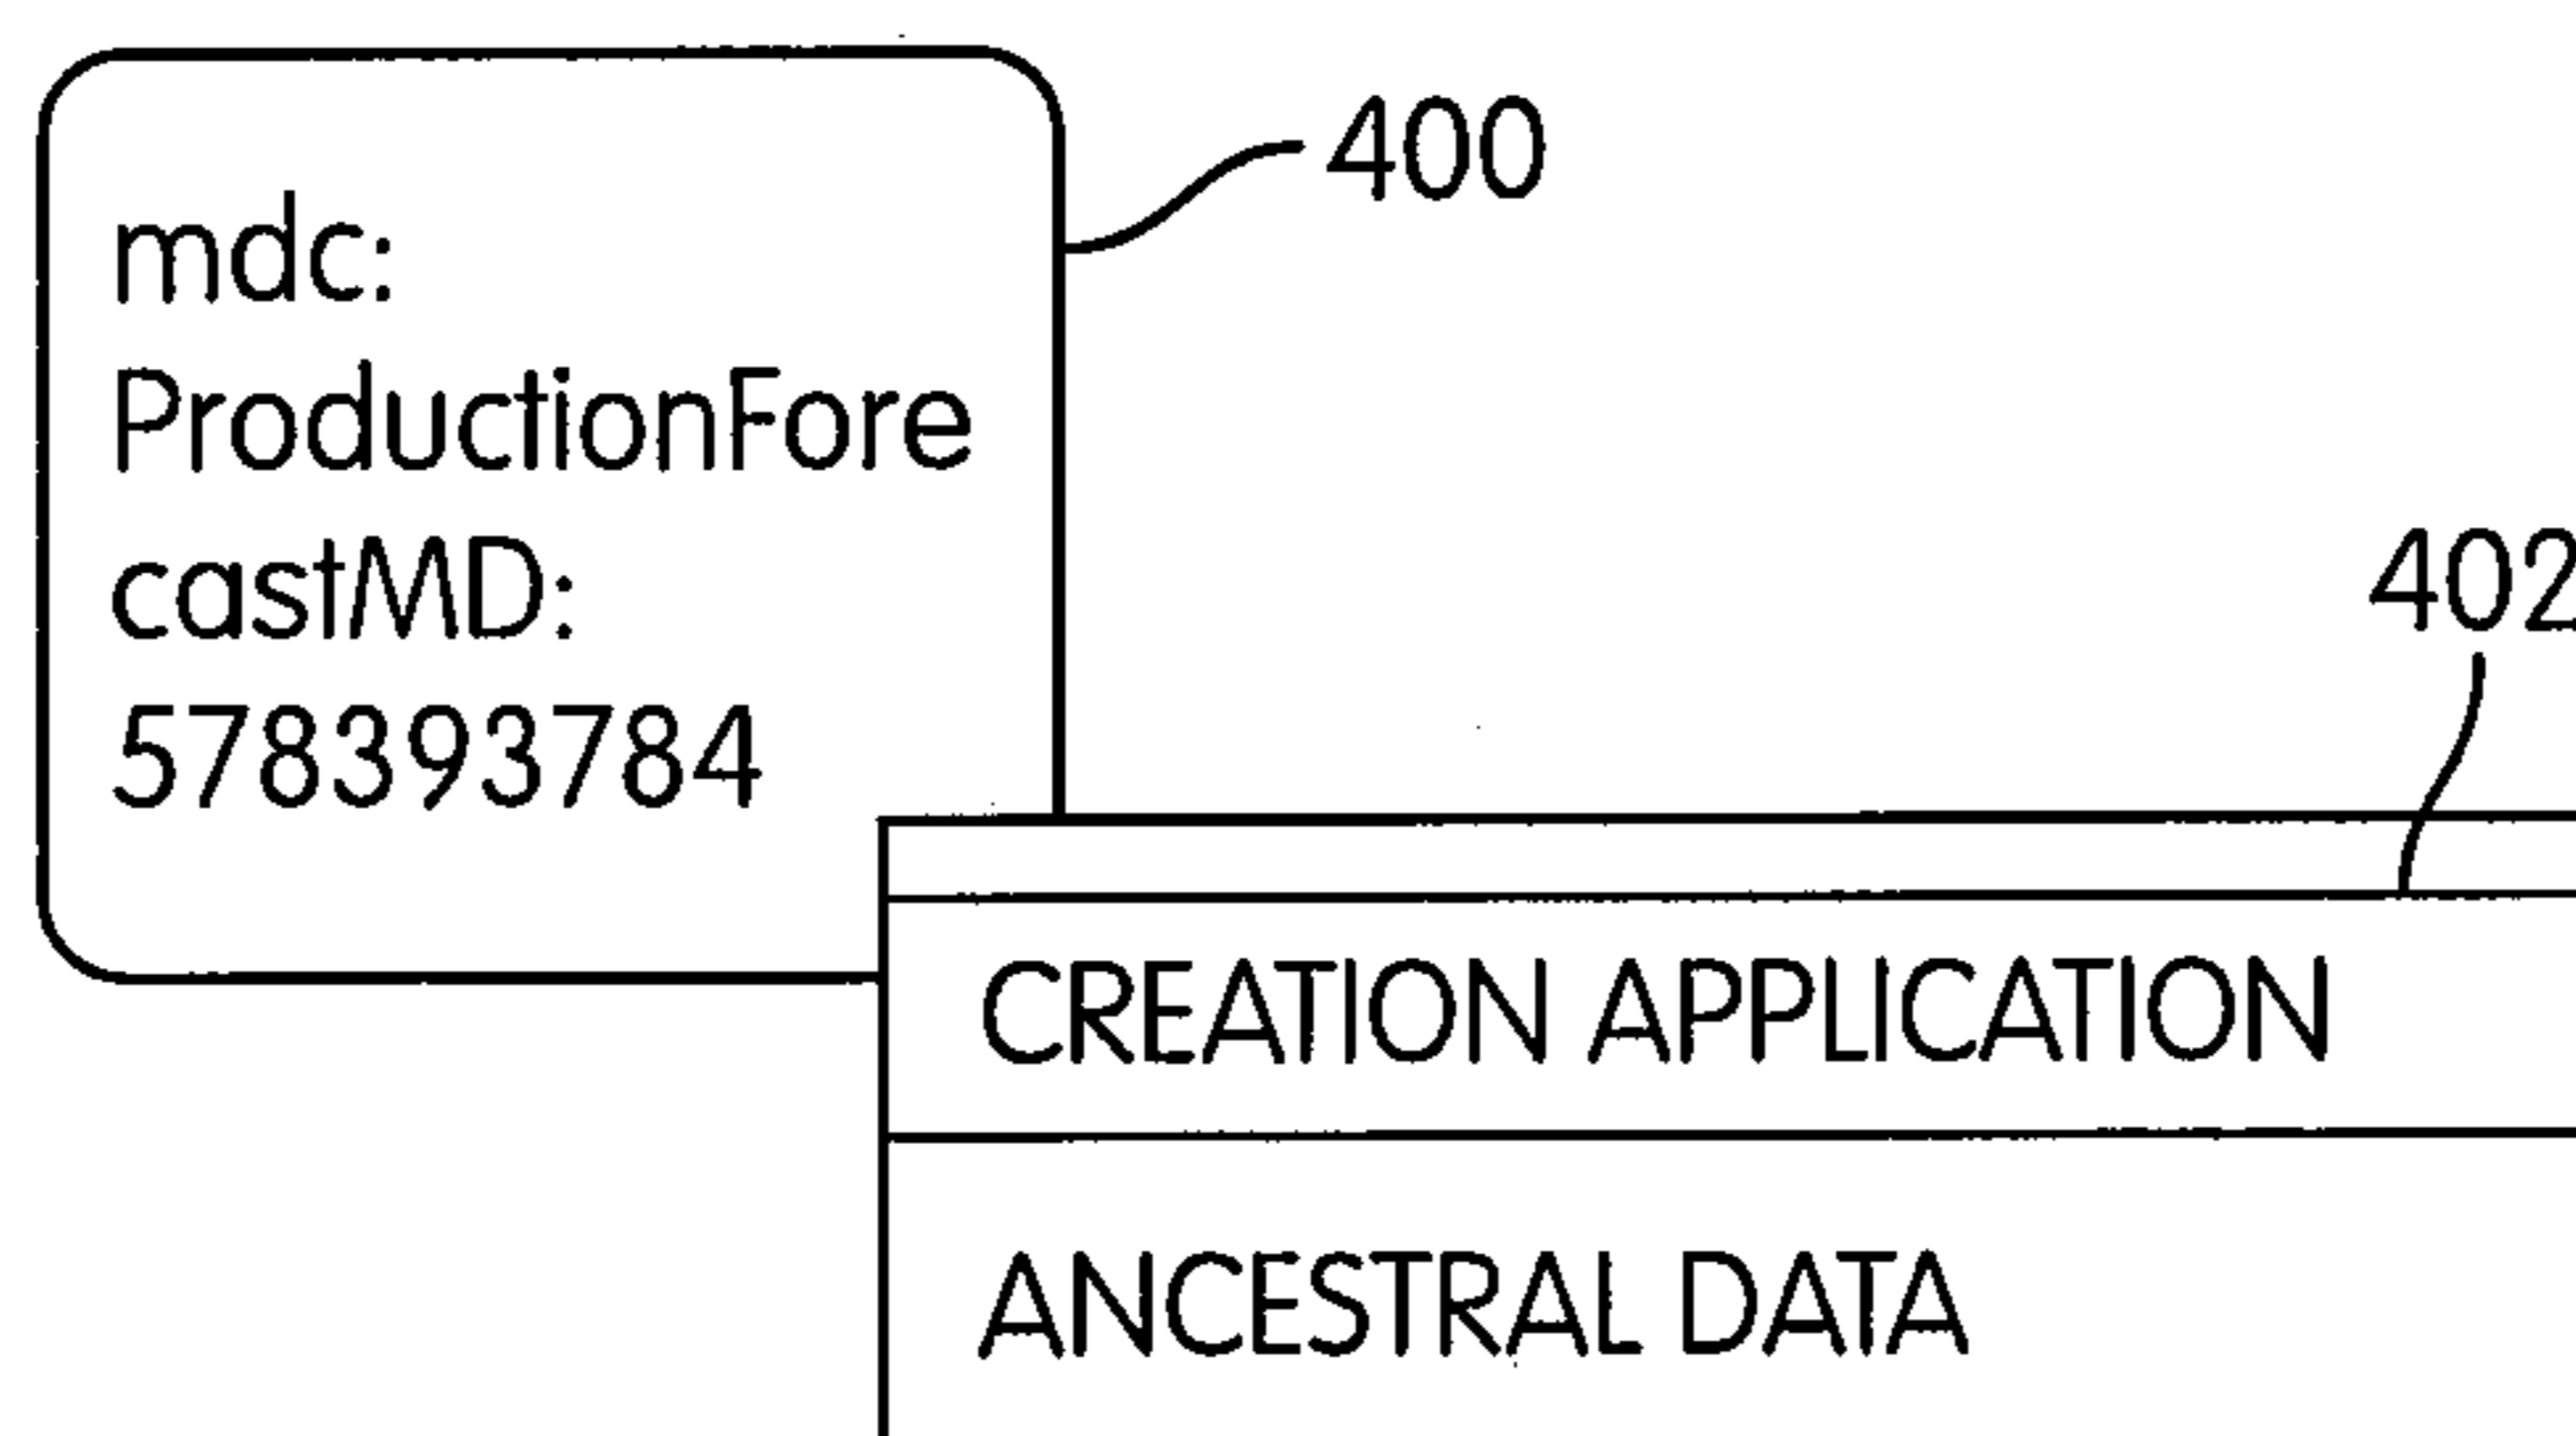 400
mdc:
ProductionFore
castMD:
578393784
402
CREATION APPLICATION
ANCESTRAL DATA